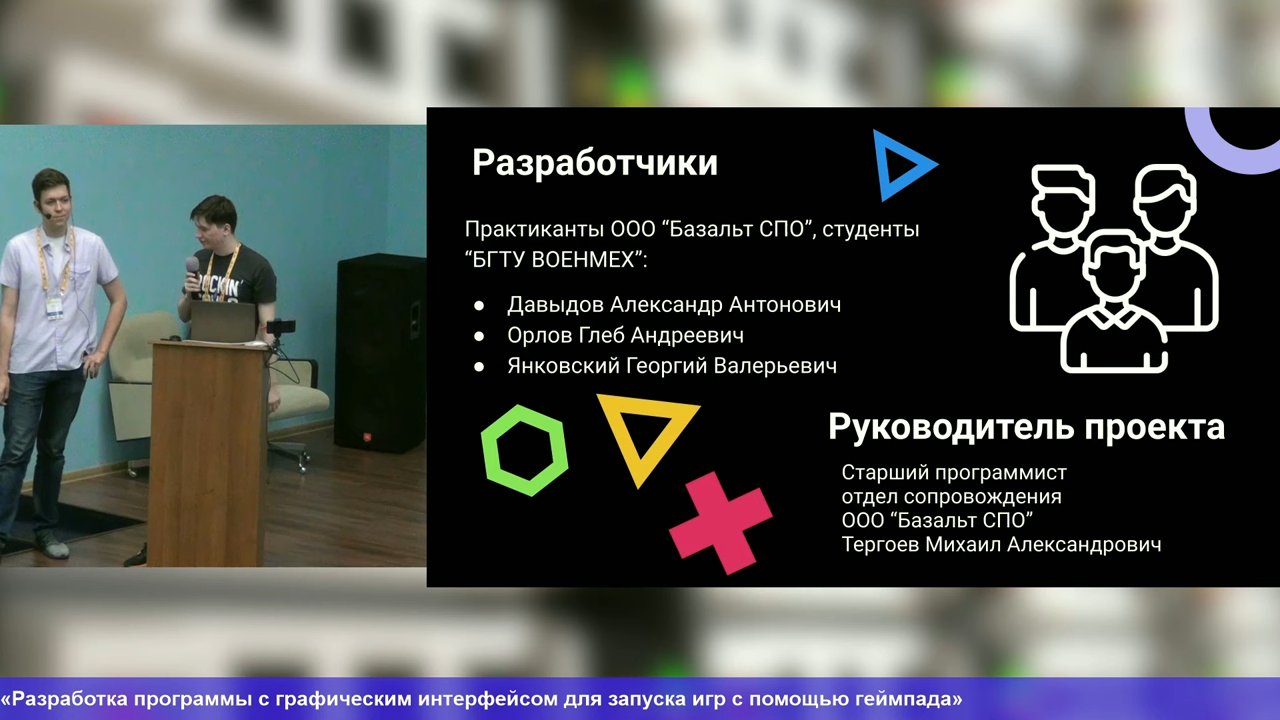 Разработчики
Практиканты ООО “Базальт СПО”, студенты
“БГТУ ВОЕНМЕХ”:
● Давыдов Александр Антонович
● Орлов Глеб Андреевич
● Янковский Георгий Валерьевич
Руководитель проекта
Старший программист
отдел сопровождения
ООО “Базальт СПО”
Тергоев Михаил Александрович
«Разработка программы с графическим интерфейсом для запуска игр с помощью геймпада»